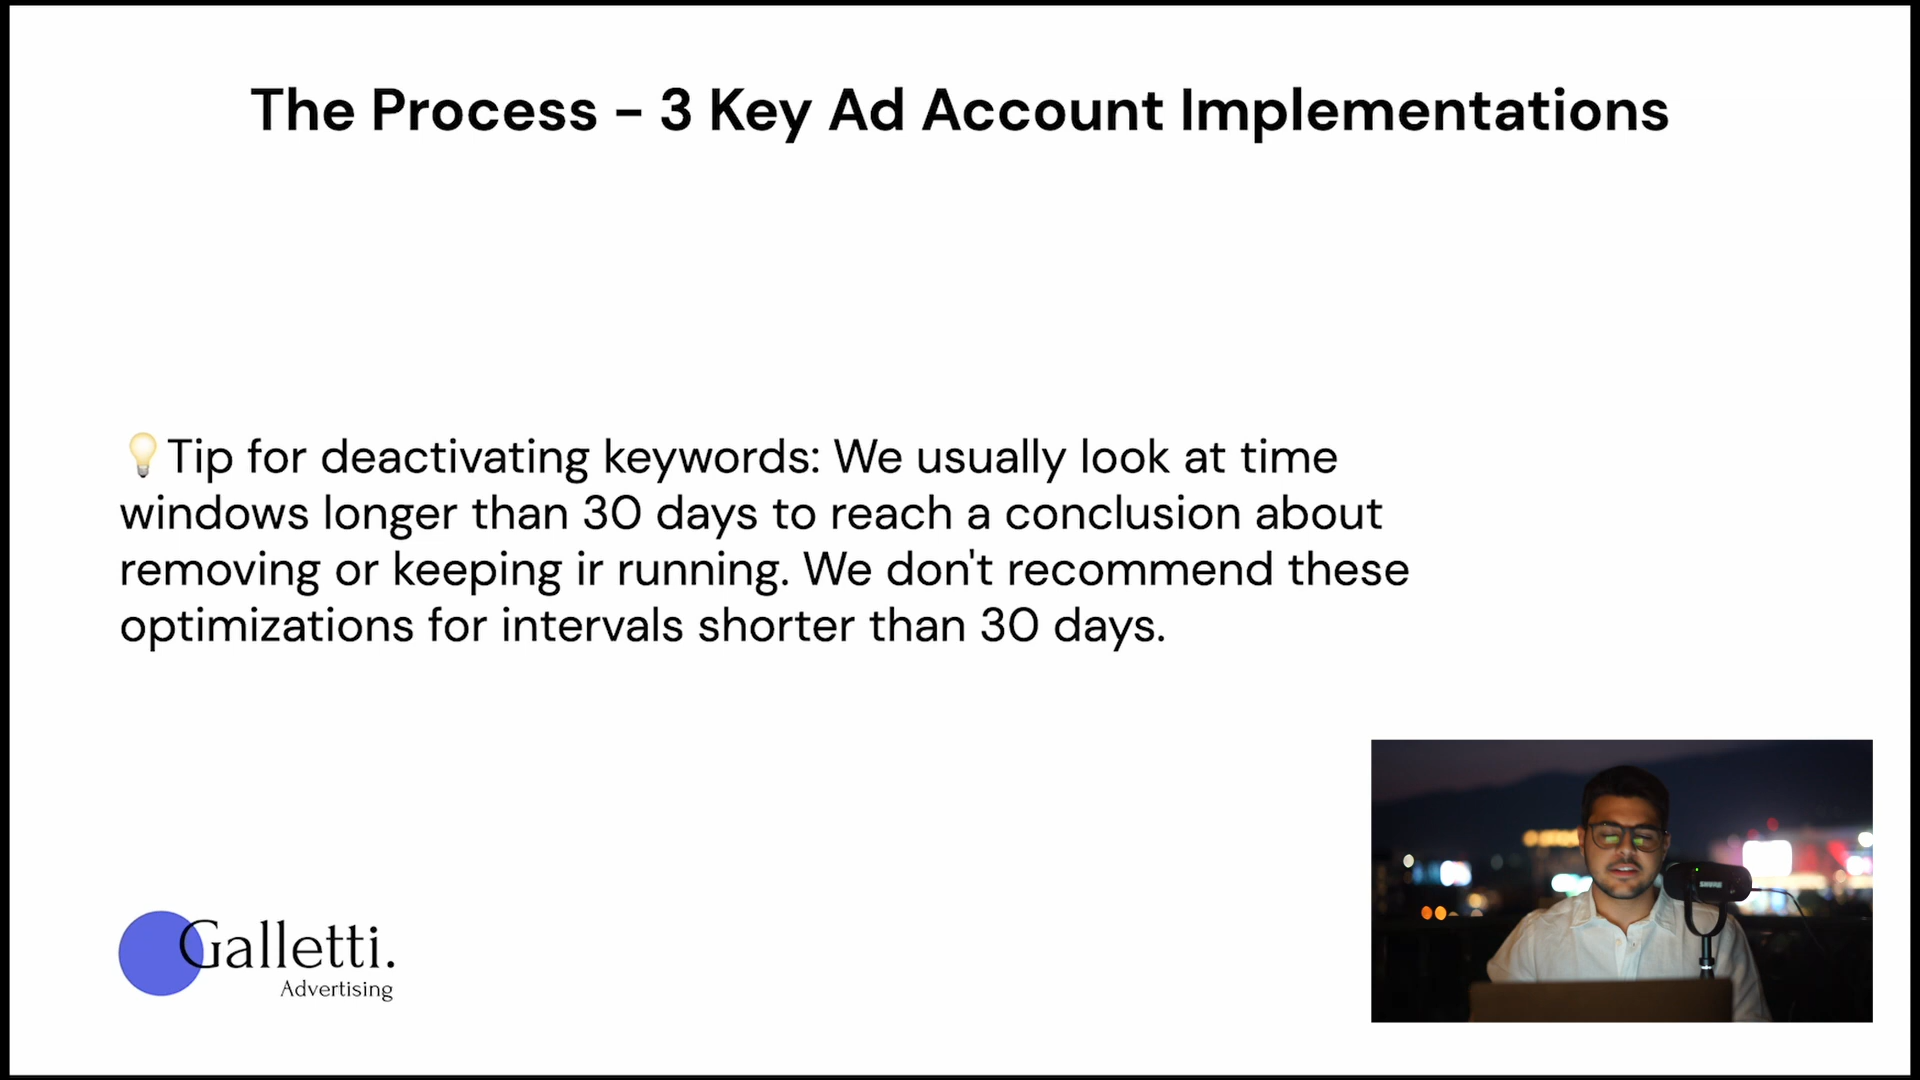 The Process - 3 Key Ad Account Implementations
💡Tip for deactivating keywords: We usually look at time
windows longer than 30 days to reach a conclusion about
removing or keeping ir running. We don't recommend these
optimizations for intervals shorter than 30 days.
Galletti.
Advertising
SHURE